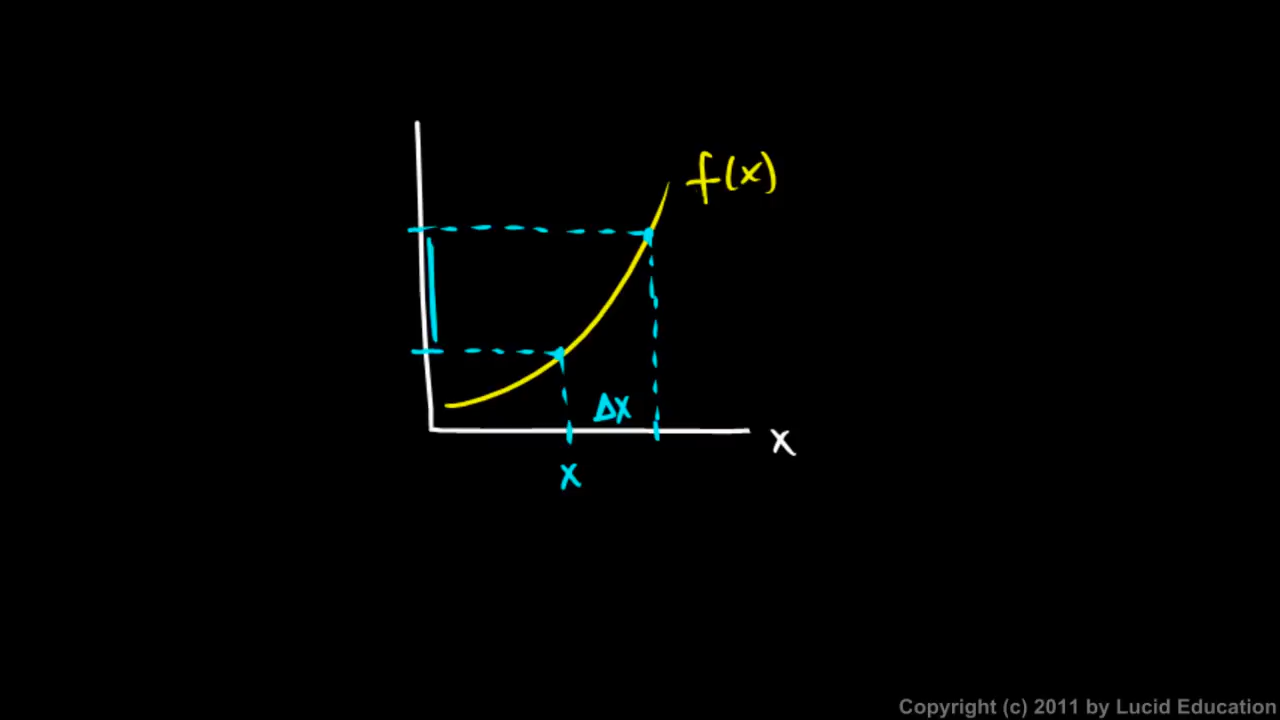 f(x)
Δx
x
x
Copyright (c) 2011 by Lucid Education